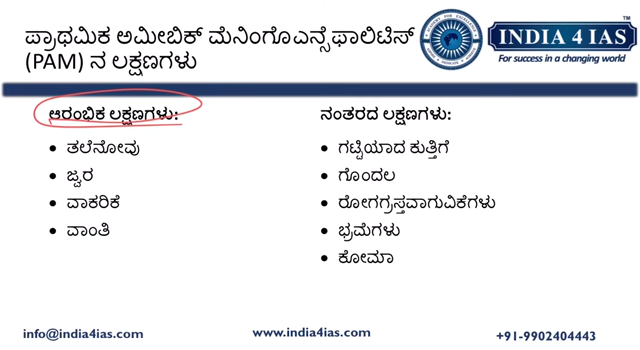 ಪ್ರಾಥಮಿಕ ಅಮೀಬಿಕ್ ಮೆನಿಂಗೊಎನ್ಸೆಫಾಲಿಟಿಸ್
(PAM) ನ ಲಕ್ಷಣಗಳು
INDIA 4 IAS
For success in a changing world
ಆರಂಭಿಕ ಲಕ್ಷಣಗಳು:
• ತಲೆನೋವು
• ಜ್ವರ
• ವಾಕರಿಕೆ
• ವಾಂತಿ
ನಂತರದ ಲಕ್ಷಣಗಳು:
• ಗಟ್ಟಿಯಾದ ಕುತ್ತಿಗೆ
• ಗೊಂದಲ
• ರೋಗಗ್ರಸ್ತವಾಗುವಿಕೆಗಳು
• ಭ್ರಮೆಗಳು
• ಕೋಮಾ
info@india4ias.com
www.india4ias.com
+91-9902404443